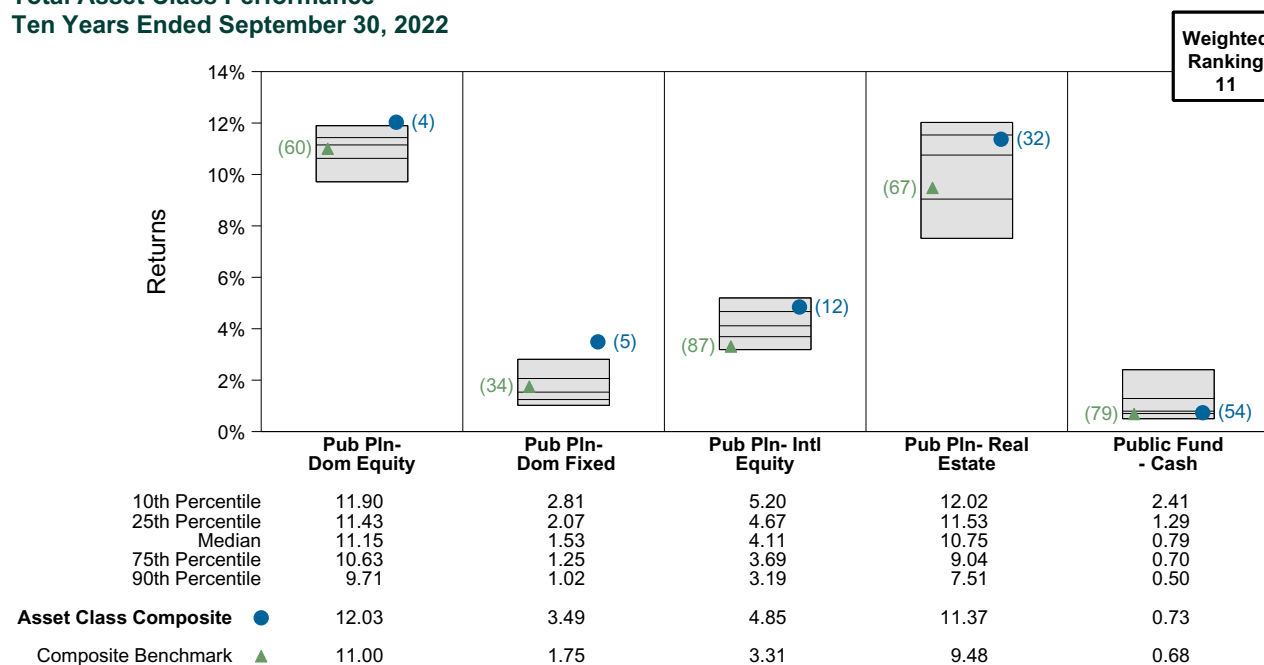 Total Asset Class Performance
Ten Years Ended September 30, 2022
Weighted
Ranking
11
14%
12%
10%
8%
6%
4%
2%
0%
Returns
(60) (4)
(34) (5)
(87) (12)
(67) (32)
(79) (54)
Pub Pln- Dom Equity
Pub Pln- Dom Fixed
Pub Pln- Intl Equity
Pub Pln- Real Estate
Public Fund - Cash
10th Percentile 11.90 2.81 5.20 12.02 2.41
25th Percentile 11.43 2.07 4.67 11.53 1.29
Median 11.15 1.53 4.11 10.75 0.79
75th Percentile 10.63 1.25 3.69 9.04 0.70
90th Percentile 9.71 1.02 3.19 7.51 0.50
Asset Class Composite 12.03 3.49 4.85 11.37 0.73
Composite Benchmark 11.00 1.75 3.31 9.48 0.68